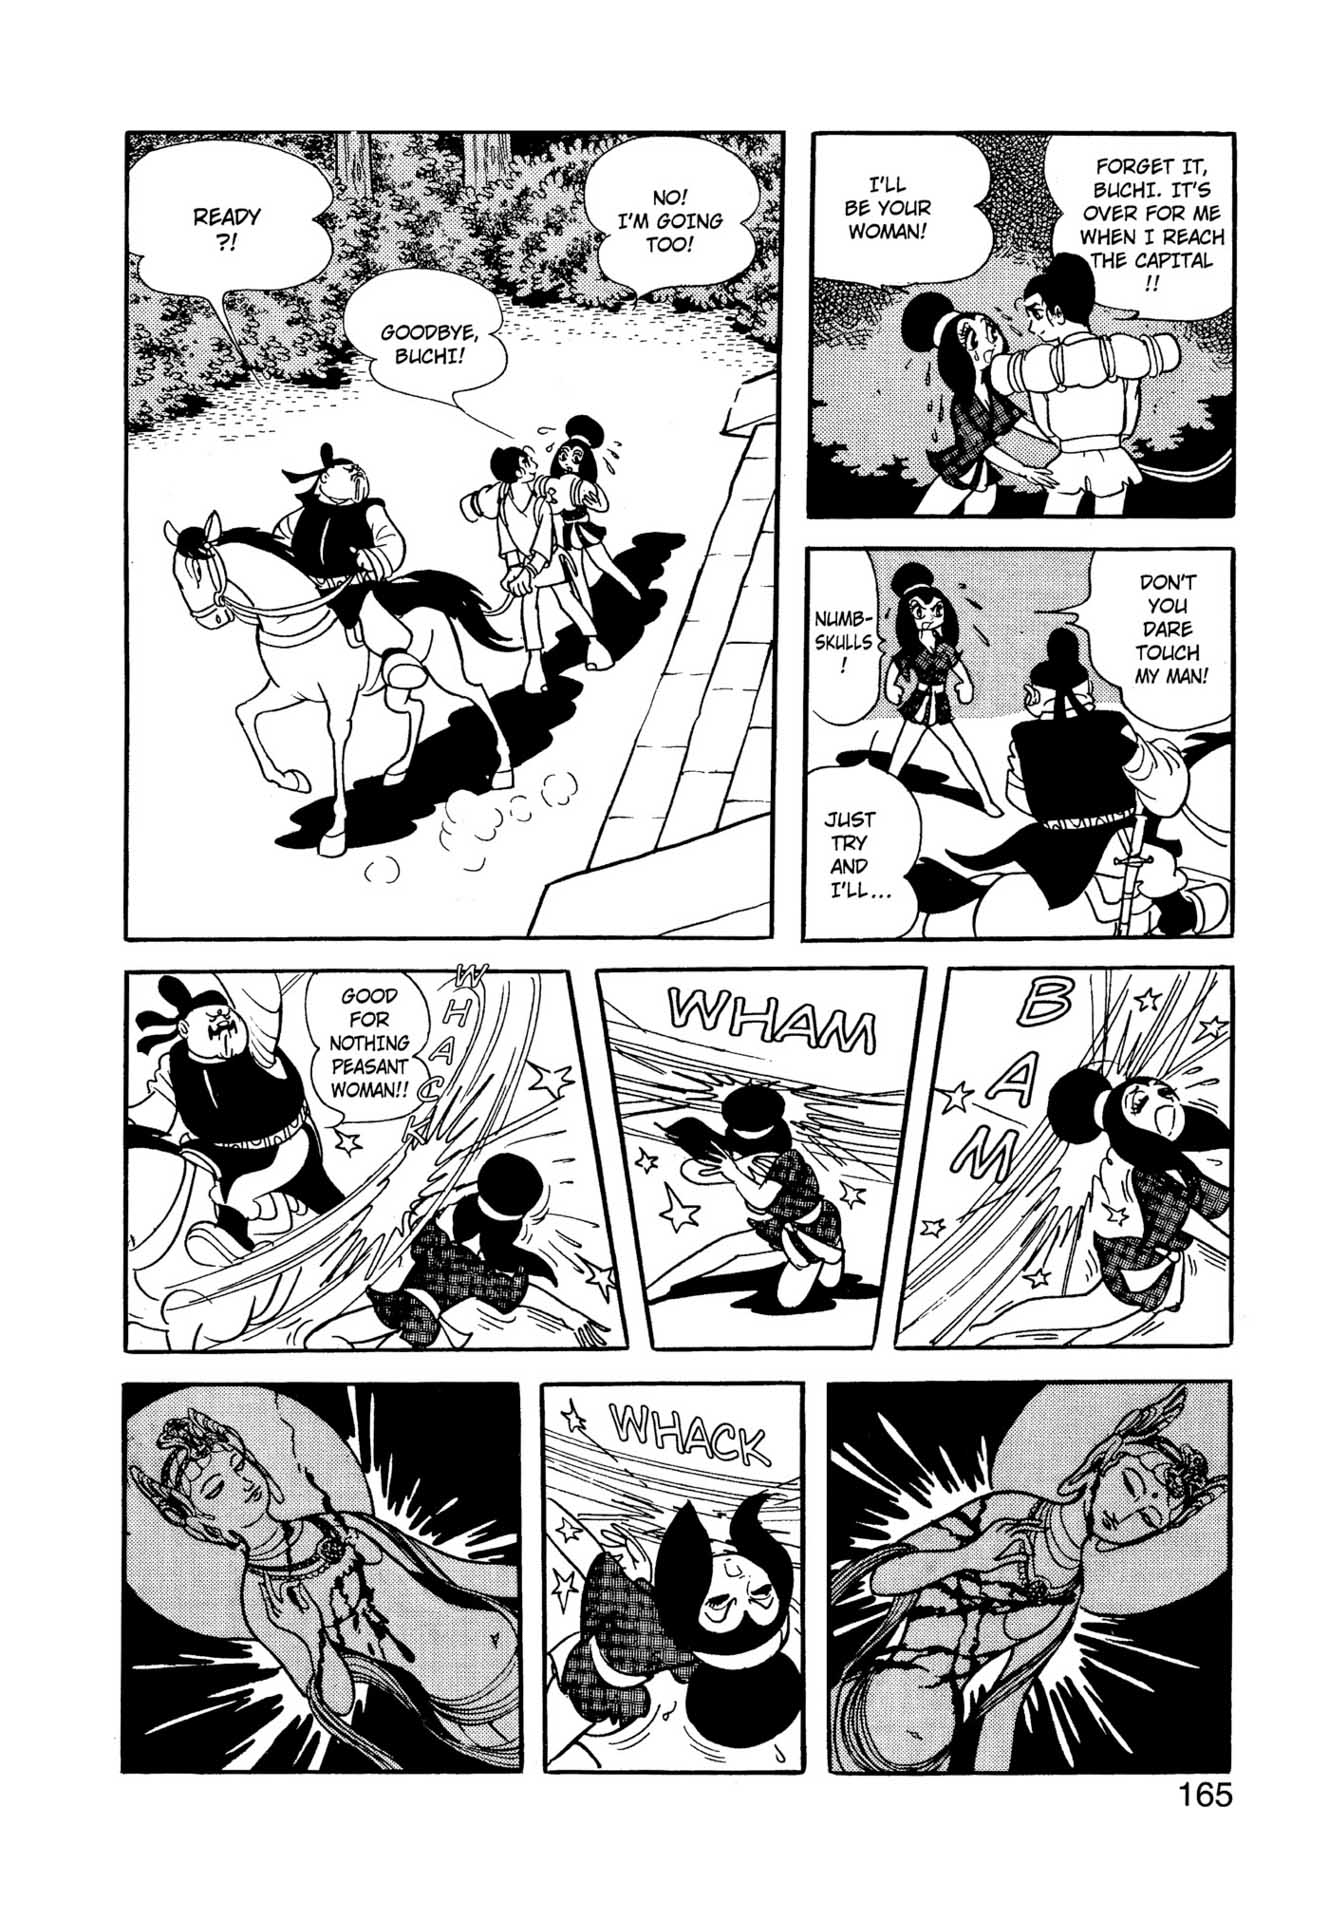 READY
?!
GOODBYE,
BUCHI!
NO!
I'M GOING
TOO!
I'LL
BE YOUR
WOMAN!
FORGET IT,
BUCHI. IT'S
OVER FOR ME
WHEN I REACH
THE CAPITAL
!!
NUMB-
SKULLS
!
DON'T
YOU
DARE
TOUCH
MY MAN!
JUST
TRY
AND
I'LL...
GOOD
FOR
NOTHING
PEASANT
WOMAN!!
WHACK
WHAM
BAM
WHACK
165